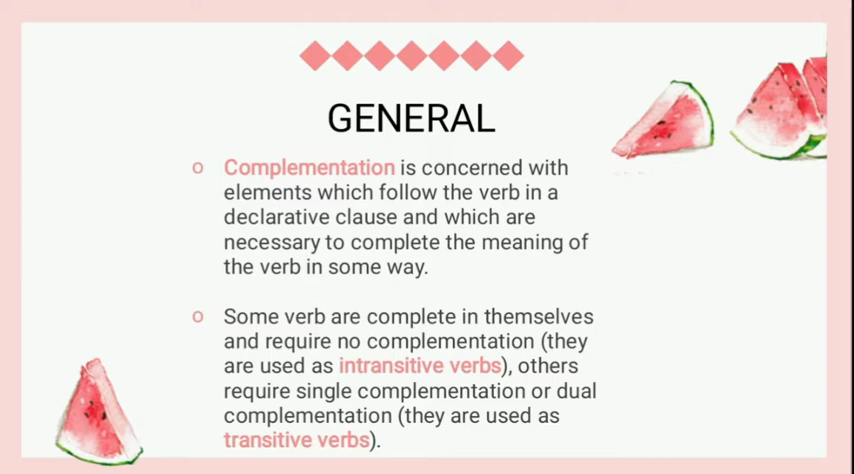 GENERAL
o Complementation is concerned with
elements which follow the verb in a
declarative clause and which are
necessary to complete the meaning of
the verb in some way.
o Some verb are complete in themselves
and require no complementation (they
are used as intransitive verbs), others
require single complementation or dual
complementation (they are used as
transitive verbs).